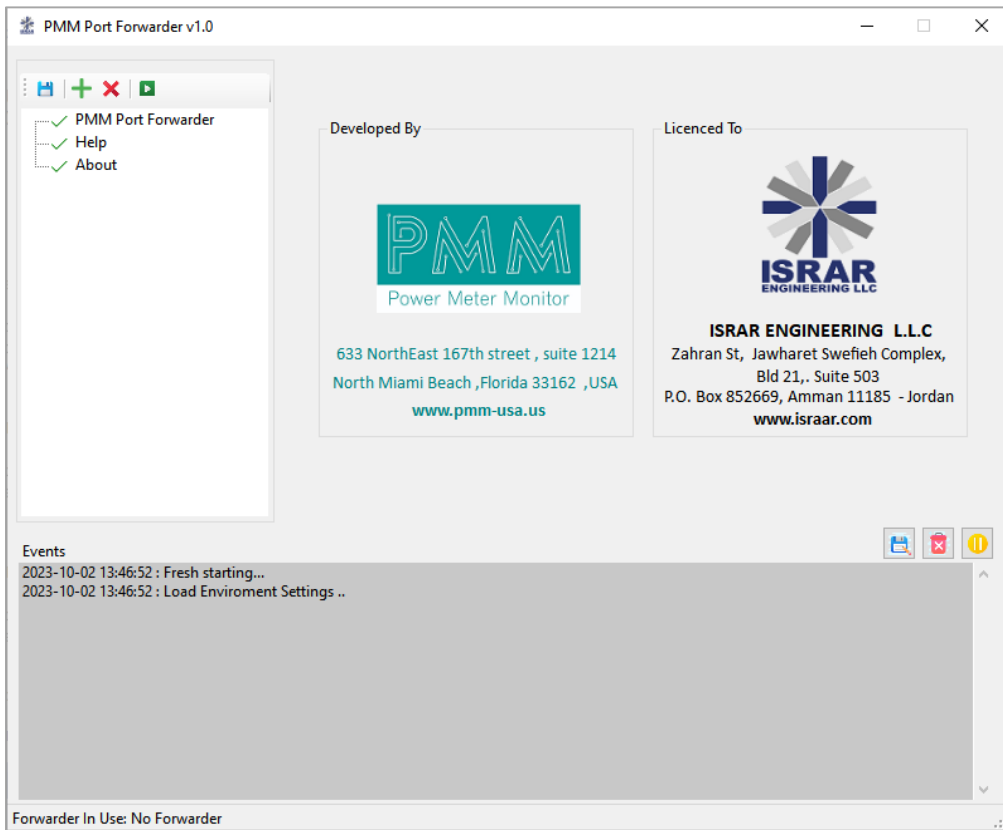 PMM Port Forwarder v1.0
PMM Port Forwarder
Help
About
Developed By
PMM
Power Meter Monitor
633 NorthEast 167th street , suite 1214
North Miami Beach ,Florida 33162 ,USA
www.pmm-usa.us
Licenced To
ISRAR
ENGINEERING LLC
ISRAR ENGINEERING L.L.C
Zahran St, Jawharet Swefieh Complex,
Bld 21,. Suite 503
P.O. Box 852669, Amman 11185 - Jordan
www.israar.com
Events
2023-10-02 13:46:52 : Fresh starting...
2023-10-02 13:46:52 : Load Enviroment Settings ..
Forwarder In Use: No Forwarder